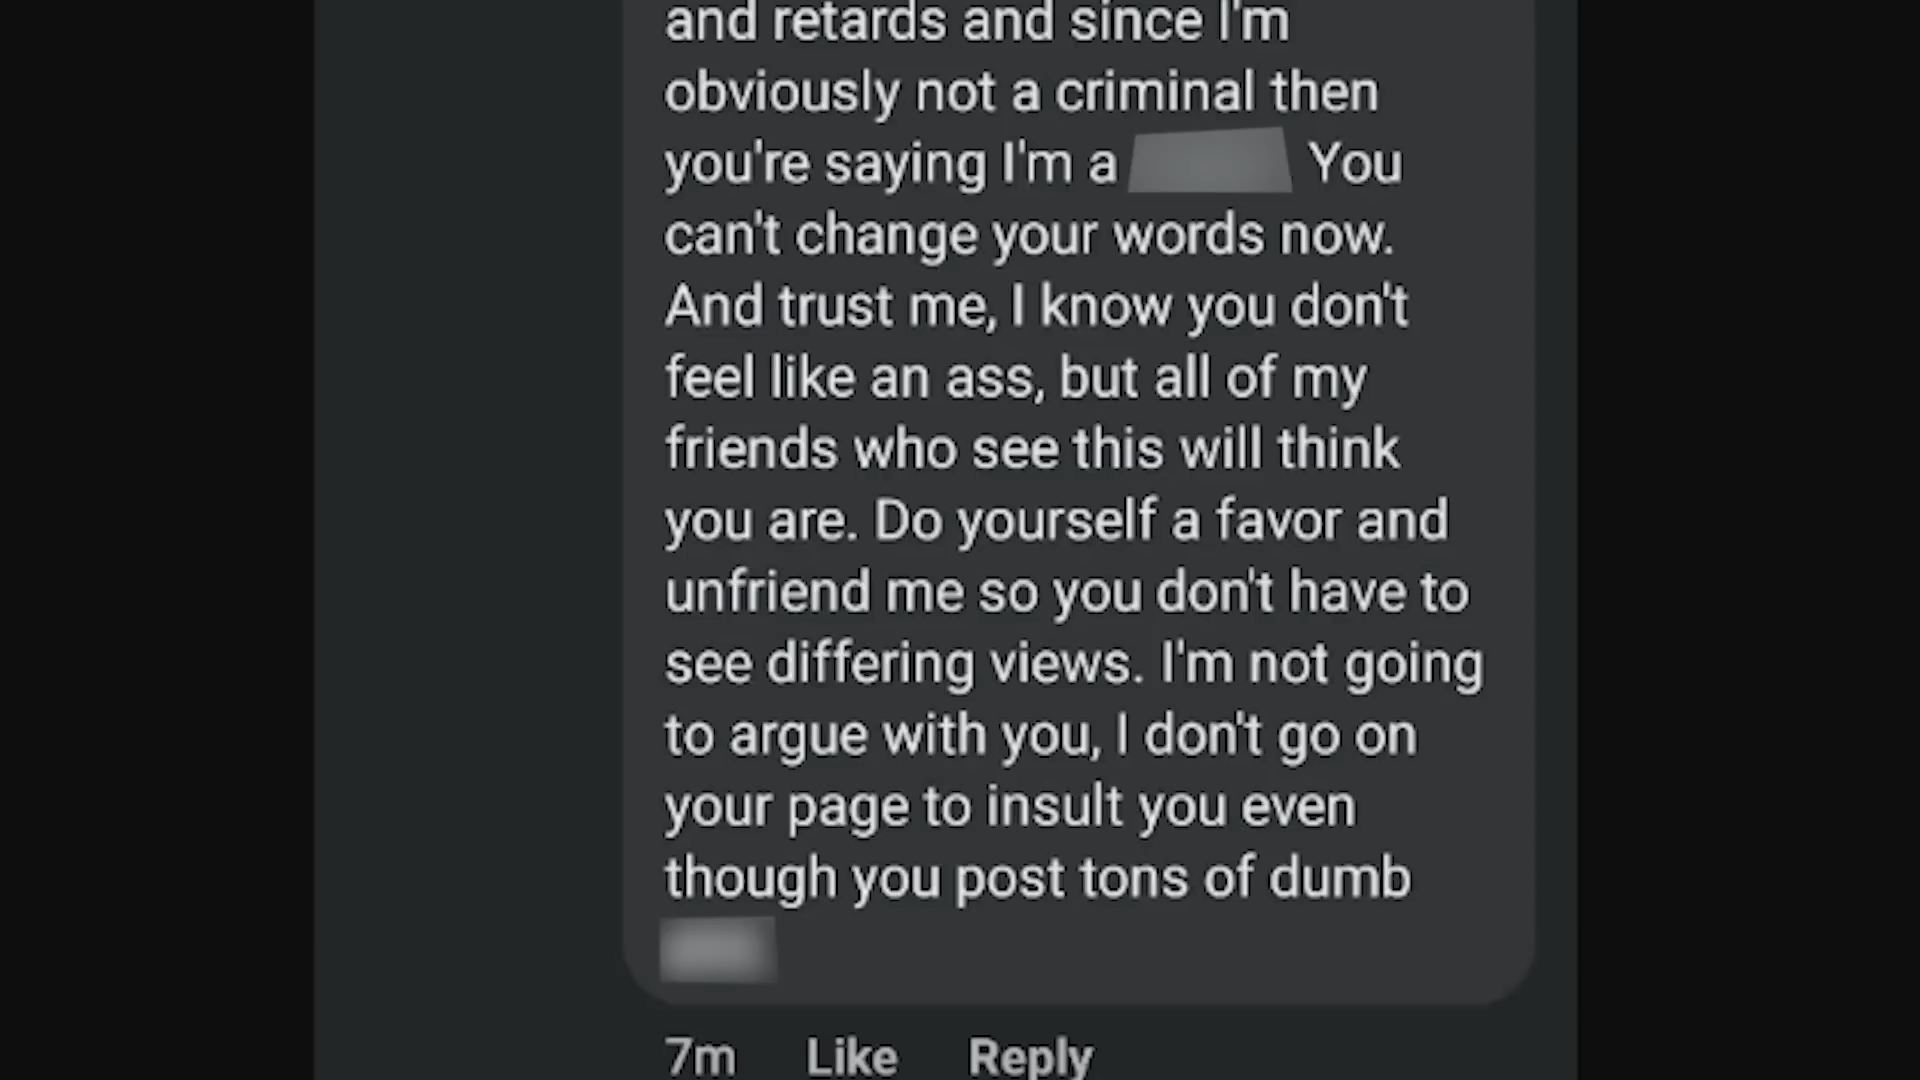 and retards and since I'm
obviously not a criminal then
you're saying I'm a You
can't change your words now.
And trust me, I know you don't
feel like an ass, but all of my
friends who see this will think
you are. Do yourself a favor and
unfriend me so you don't have to
see differing views. I'm not going
to argue with you, I don't go on
your page to insult you even
though you post tons of dumb
7m Like Reply